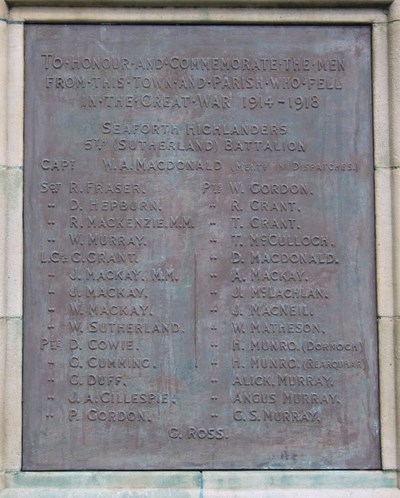 TO·HONOUR·AND·COMMEMORATE·THE·MEN
FROM·THIS·TOWN·AND·PARISH·WHO·FELL
IN·THE·GREAT·WAR 1914-1918
SEAFORTH HIGHLANDERS
5TH (SUTHERLAND) BATTALION
CAPT W.A. MACDONALD (MENTD IN DISPATCHES.)
SGT R. FRASER.
" D. HEPBURN.
" R. MACKENZIE. M.M.
" W. MURRAY.
L.CL G. GRANT.
" J. MACKAY. M.M.
" J. MACKAY.
" W. MACKAY.
" W. SUTHERLAND.
PTE D. COWIE.
" G. CUMMING.
" G. DUFF.
" J. A. GILLESPIE.
" P. GORDON.
PTE W. GORDON.
" R. GRANT.
" T. GRANT.
" T. MCCULLOCH.
" D. MACDONALD.
" A. MACKAY.
" J. MCLACHLAN.
" J. MACNEIL.
" W. MATHESON.
" H. MUNRO. (DORNOCH)
" H. MUNRO. (REARQUHAR)
" ALICK. MURRAY.
" ANGUS MURRAY.
" G. S. MURRAY.
G. ROSS.